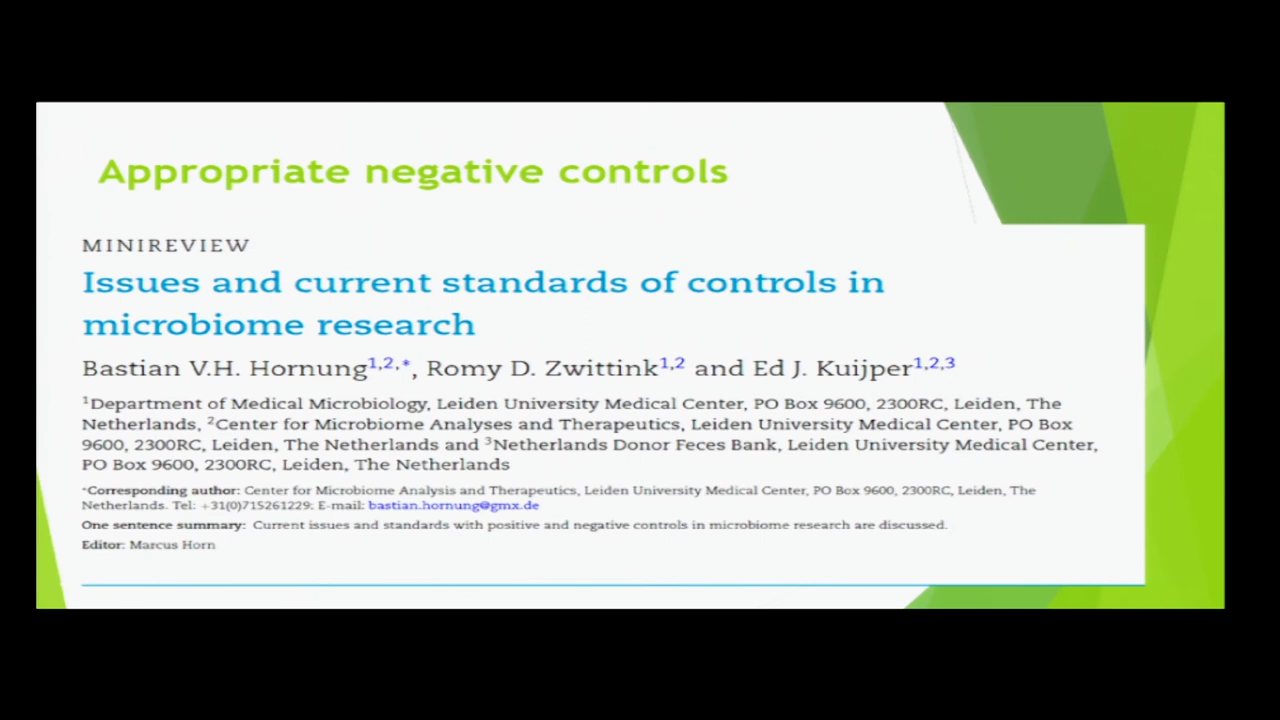 Appropriate negative controls
MINIREVIEW
Issues and current standards of controls in
microbiome research
Bastian V.H. Hornung1,2,*, Romy D. Zwittink1,2 and Ed J. Kuijper1,2,3
1Department of Medical Microbiology, Leiden University Medical Center, PO Box 9600, 2300RC, Leiden, The
Netherlands, 2Center for Microbiome Analyses and Therapeutics, Leiden University Medical Center, PO Box
9600, 2300RC, Leiden, The Netherlands and 3Netherlands Donor Feces Bank, Leiden University Medical Center,
PO Box 9600, 2300RC, Leiden, The Netherlands
*Corresponding author: Center for Microbiome Analysis and Therapeutics, Leiden University Medical Center, PO Box 9600, 2300RC, Leiden, The
Netherlands. Tel: +31(0)715261229; E-mail: bastian.hornung@gmx.de
One sentence summary: Current issues and standards with positive and negative controls in microbiome research are discussed.
Editor: Marcus Horn